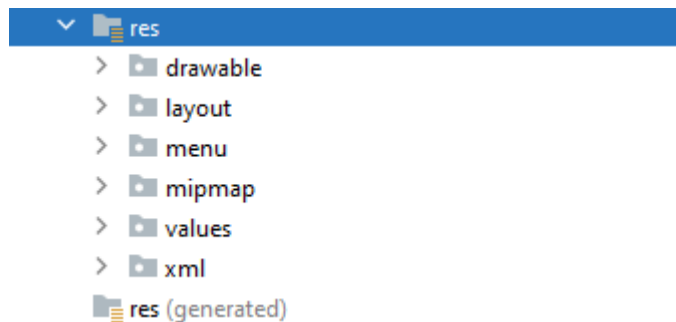 res
drawable
layout
menu
mipmap
values
xml
res (generated)